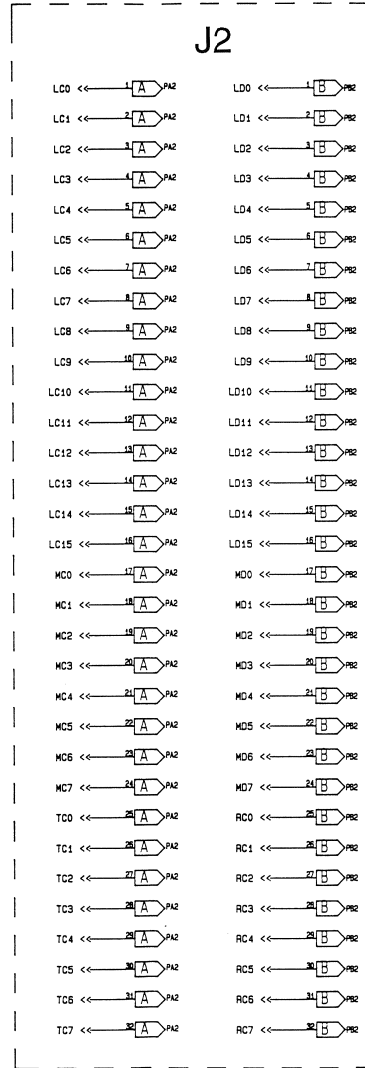 J2
LC0 << 1 A PA2 LD0 << 1 B PB2
LC1 << 2 A PA2 LD1 << 2 B PB2
LC2 << 3 A PA2 LD2 << 3 B PB2
LC3 << 4 A PA2 LD3 << 4 B PB2
LC4 << 5 A PA2 LD4 << 5 B PB2
LC5 << 6 A PA2 LD5 << 6 B PB2
LC6 << 7 A PA2 LD6 << 7 B PB2
LC7 << 8 A PA2 LD7 << 8 B PB2
LC8 << 9 A PA2 LD8 << 9 B PB2
LC9 << 10 A PA2 LD9 << 10 B PB2
LC10 << 11 A PA2 LD10 << 11 B PB2
LC11 << 12 A PA2 LD11 << 12 B PB2
LC12 << 13 A PA2 LD12 << 13 B PB2
LC13 << 14 A PA2 LD13 << 14 B PB2
LC14 << 15 A PA2 LD14 << 15 B PB2
LC15 << 16 A PA2 LD15 << 16 B PB2
MC0 << 17 A PA2 MD0 << 17 B PB2
MC1 << 18 A PA2 MD1 << 18 B PB2
MC2 << 19 A PA2 MD2 << 19 B PB2
MC3 << 20 A PA2 MD3 << 20 B PB2
MC4 << 21 A PA2 MD4 << 21 B PB2
MC5 << 22 A PA2 MD5 << 22 B PB2
MC6 << 23 A PA2 MD6 << 23 B PB2
MC7 << 24 A PA2 MD7 << 24 B PB2
TC0 << 25 A PA2 RC0 << 25 B PB2
TC1 << 26 A PA2 RC1 << 26 B PB2
TC2 << 27 A PA2 RC2 << 27 B PB2
TC3 << 28 A PA2 RC3 << 28 B PB2
TC4 << 29 A PA2 RC4 << 29 B PB2
TC5 << 30 A PA2 RC5 << 30 B PB2
TC6 << 31 A PA2 RC6 << 31 B PB2
TC7 << 32 A PA2 RC7 << 32 B PB2